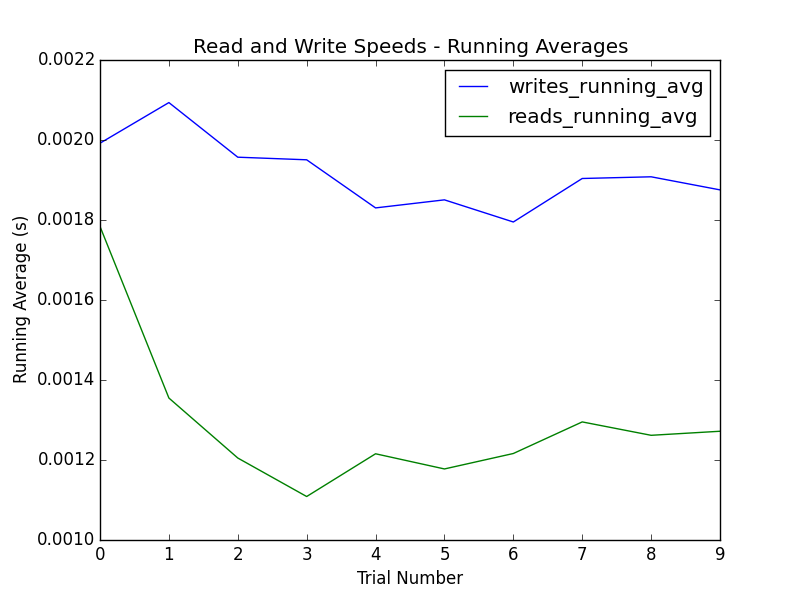 Read and Write Speeds - Running Averages
0.0022
0.0020
0.0018
0.0016
0.0014
0.0012
0.0010
Running Average (s)
writes_running_avg
reads_running_avg
0 1 2 3 4 5 6 7 8 9
Trial Number